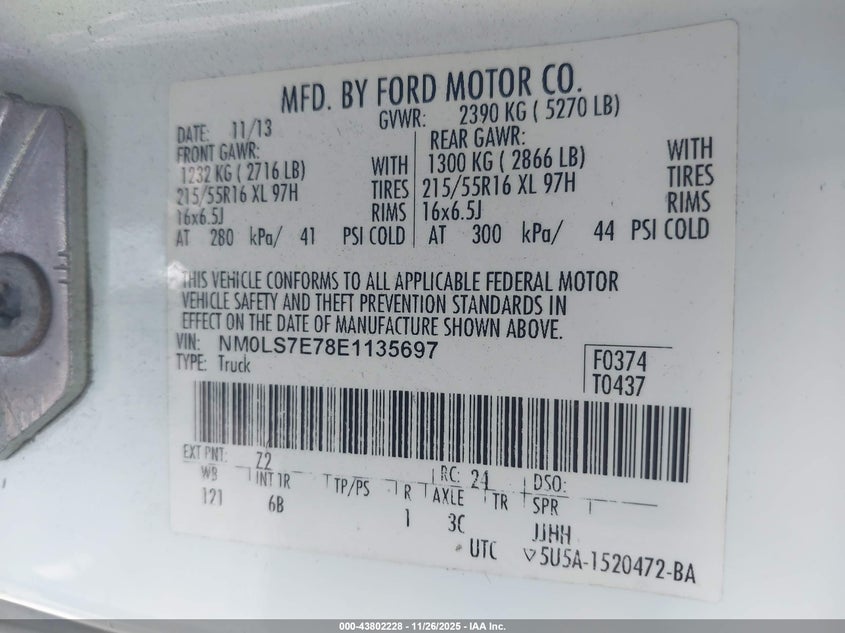 MFD. BY FORD MOTOR CO.
DATE: 11/13 GVWR: 2390 KG ( 5270 LB)
FRONT GAWR: REAR GAWR:
1232 KG ( 2716 LB) WITH 1300 KG ( 2866 LB) WITH
215/55R16 XL 97H TIRES 215/55R16 XL 97H TIRES
16x6.5J RIMS 16x6.5J RIMS
AT 280 kPa/ 41 PSI COLD AT 300 kPa/ 44 PSI COLD
THIS VEHICLE CONFORMS TO ALL APPLICABLE FEDERAL MOTOR
VEHICLE SAFETY AND THEFT PREVENTION STANDARDS IN
EFFECT ON THE DATE OF MANUFACTURE SHOWN ABOVE.
VIN: NM0LS7E78E1135697
TYPE: Truck
F0374
T0437
EXT PNT: Z2 RC: 24 DSO:
WB INT TR TP/PS R AXLE TR SPR
121 6B 1 3C JJHH
UTC 5U5A-1520472-BA
000-43802228 - 11/26/2025 - IAA Inc.